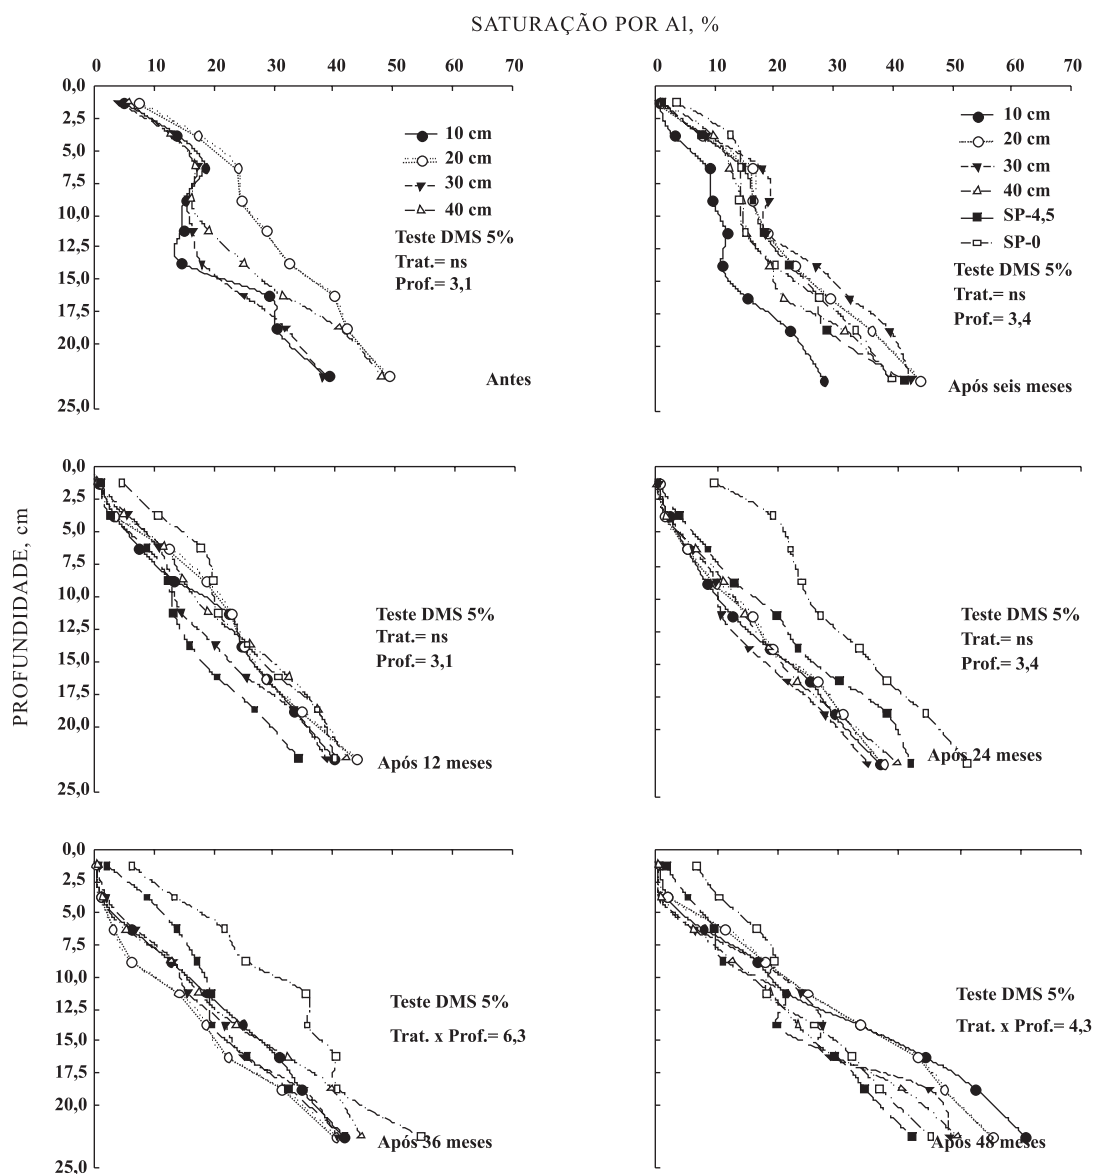 SATURAÇÃO POR Al, %
0 10 20 30 40 50 60 70
0 10 20 30 40 50 60 70
PROFUNDIDADE, cm
0,0
2,5
5,0
7,5
10,0
12,5
15,0
17,5
20,0
25,0
10 cm
20 cm
30 cm
40 cm
Teste DMS 5%
Trat.= ns
Prof.= 3,1
Antes
10 cm
20 cm
30 cm
40 cm
SP-4,5
SP-0
Teste DMS 5%
Trat.= ns
Prof.= 3,4
Após seis meses
0,0
2,5
5,0
7,5
10,0
12,5
15,0
17,5
20,0
25,0
Teste DMS 5%
Trat.= ns
Prof.= 3,1
Após 12 meses
Teste DMS 5%
Trat.= ns
Prof.= 3,4
Após 24 meses
0,0
2,5
5,0
7,5
10,0
12,5
15,0
17,5
20,0
25,0
Teste DMS 5%
Trat. x Prof.= 6,3
Após 36 meses
Teste DMS 5%
Trat. x Prof.= 4,3
Após 48 meses